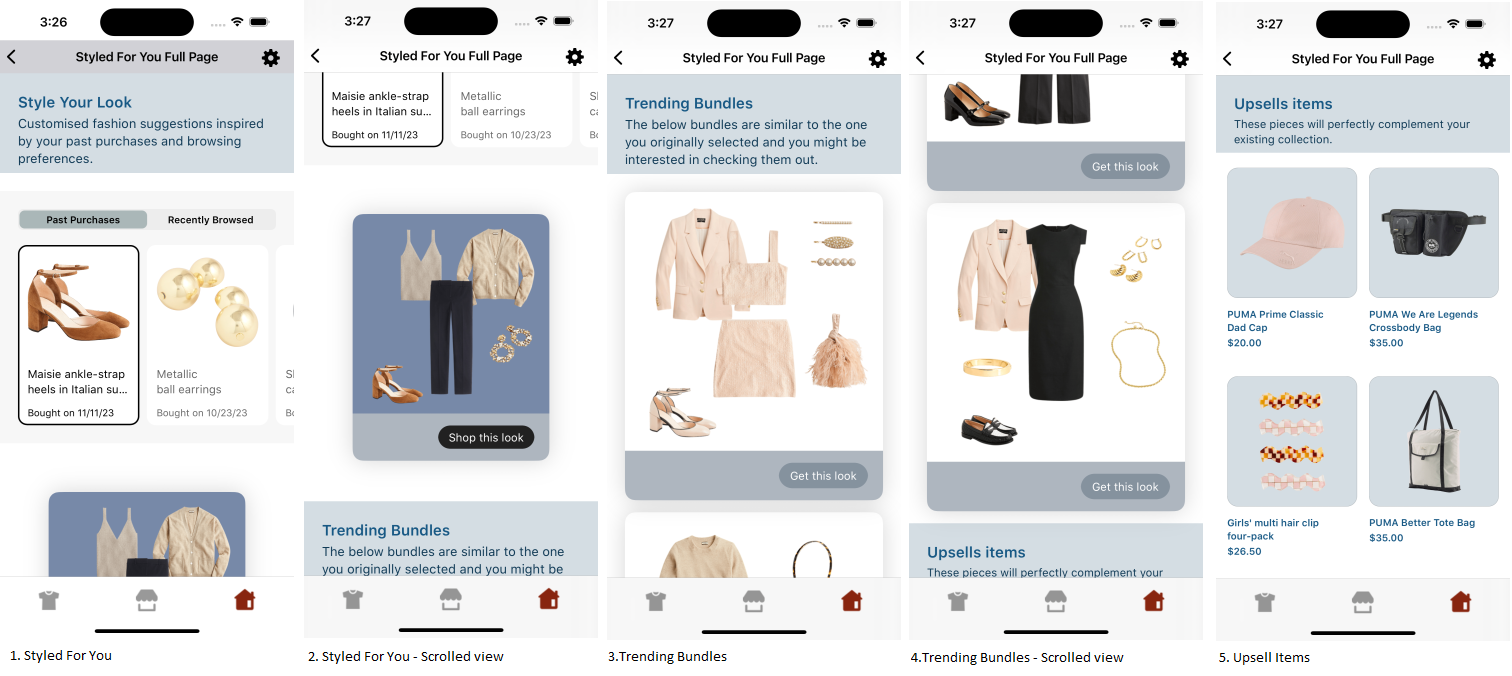 3:26
Styled For You Full Page
Style Your Look
Customised fashion suggestions inspired
by your past purchases and browsing
preferences.
Past Purchases
Recently Browsed
Maisie ankle-strap
heels in Italian su...
Bought on 11/11/23
Metallic
ball earrings
Bought on 10/23/23
1. Styled For You
3:27
Styled For You Full Page
Maisie ankle-strap
heels in Italian su...
Bought on 11/11/23
Metallic
ball earrings
Bought on 10/23/23
Shop this look
Trending Bundles
The below bundles are similar to the one
you originally selected and you might be
2. Styled For You - Scrolled view
3:27
Styled For You Full Page
Trending Bundles
The below bundles are similar to the one
you originally selected and you might be
interested in checking them out.
Get this look
3.Trending Bundles
3:27
Styled For You Full Page
Get this look
Get this look
Upsells items
These pieces will perfectly complement your
4.Trending Bundles - Scrolled view
3:27
Styled For You Full Page
Upsells items
These pieces will perfectly complement your
existing collection.
PUMA Prime Classic
Dad Cap
$20.00
PUMA We Are Legends
Crossbody Bag
$35.00
Girls' multi hair clip
four-pack
$26.50
PUMA Better Tote Bag
$35.00
5. Upsell Items